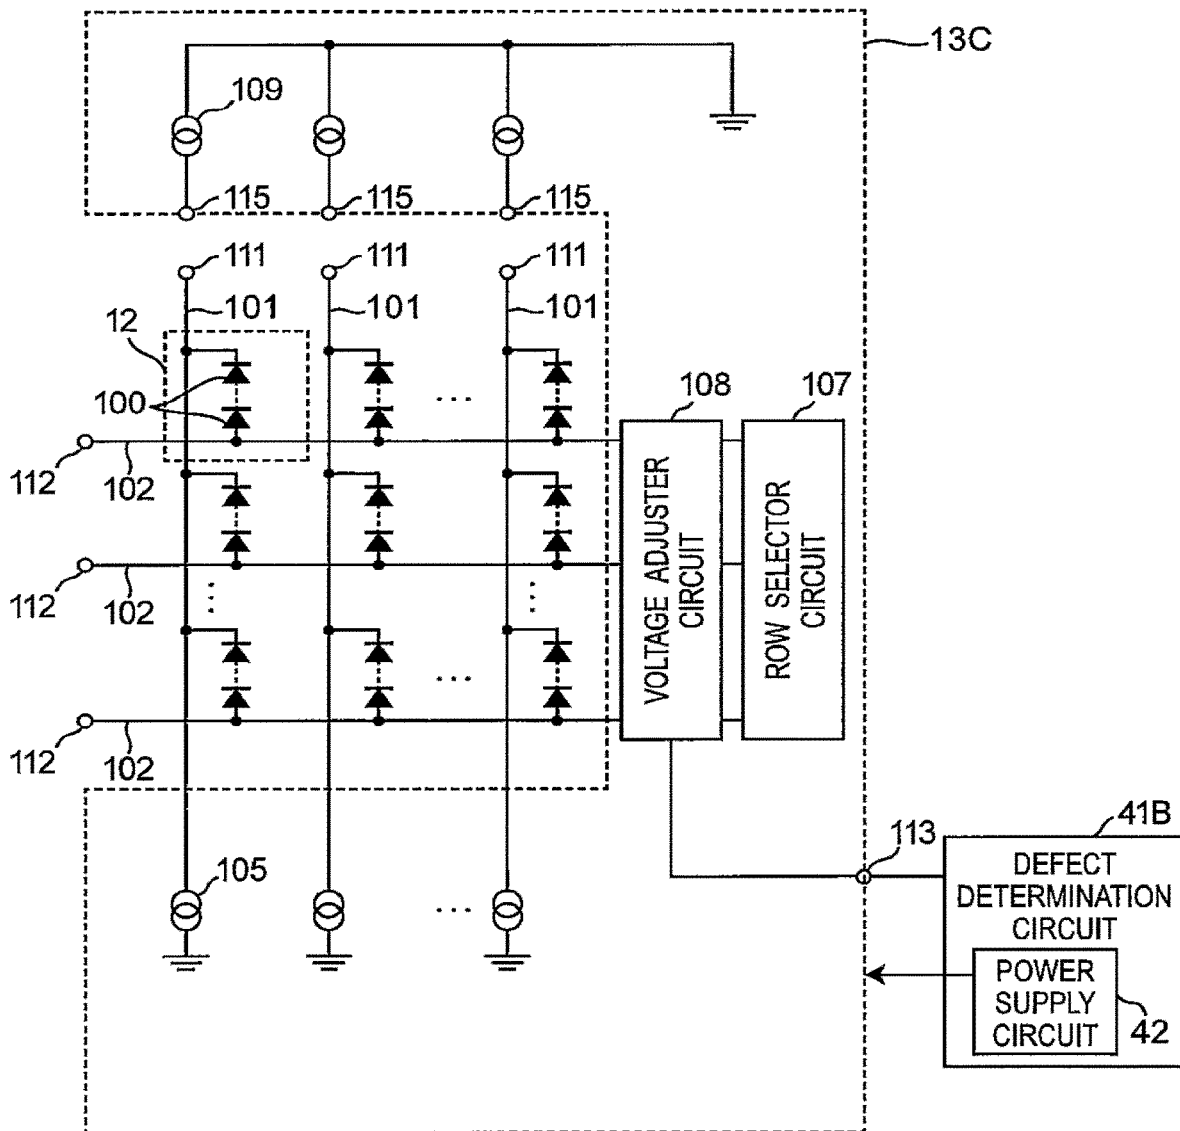 13C
109
115
115
115
111
111
111
101
101
101
12
100
108
107
112
102
VOLTAGE ADJUSTER
CIRCUIT
ROW SELECTOR
CIRCUIT
...
112
102
...
...
...
112
102
41B
113
105
DEFECT
DETERMINATION
CIRCUIT
...
POWER
SUPPLY
CIRCUIT
42